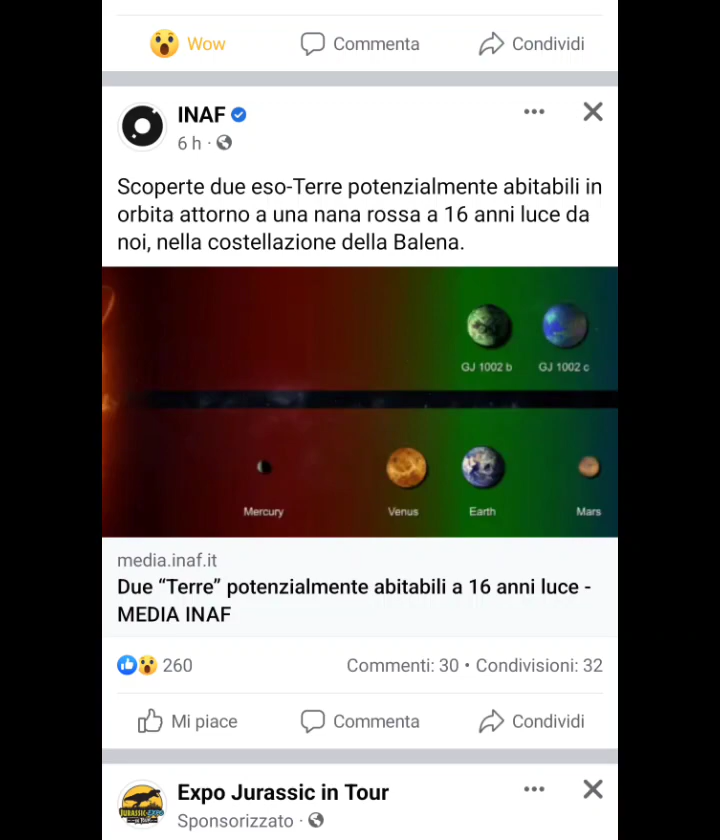 Wow
Commenta
Condividi
INAF
6 h ·
Scoperte due eso-Terre potenzialmente abitabili in
orbita attorno a una nana rossa a 16 anni luce da
noi, nella costellazione della Balena.
GJ 1002 b
GJ 1002 c
Mercury
Venus
Earth
Mars
media.inaf.it
Due “Terre” potenzialmente abitabili a 16 anni luce -
MEDIA INAF
260
Commenti: 30 • Condivisioni: 32
Mi piace
Commenta
Condividi
JURASSIC EXPO
Expo Jurassic in Tour
Sponsorizzato ·